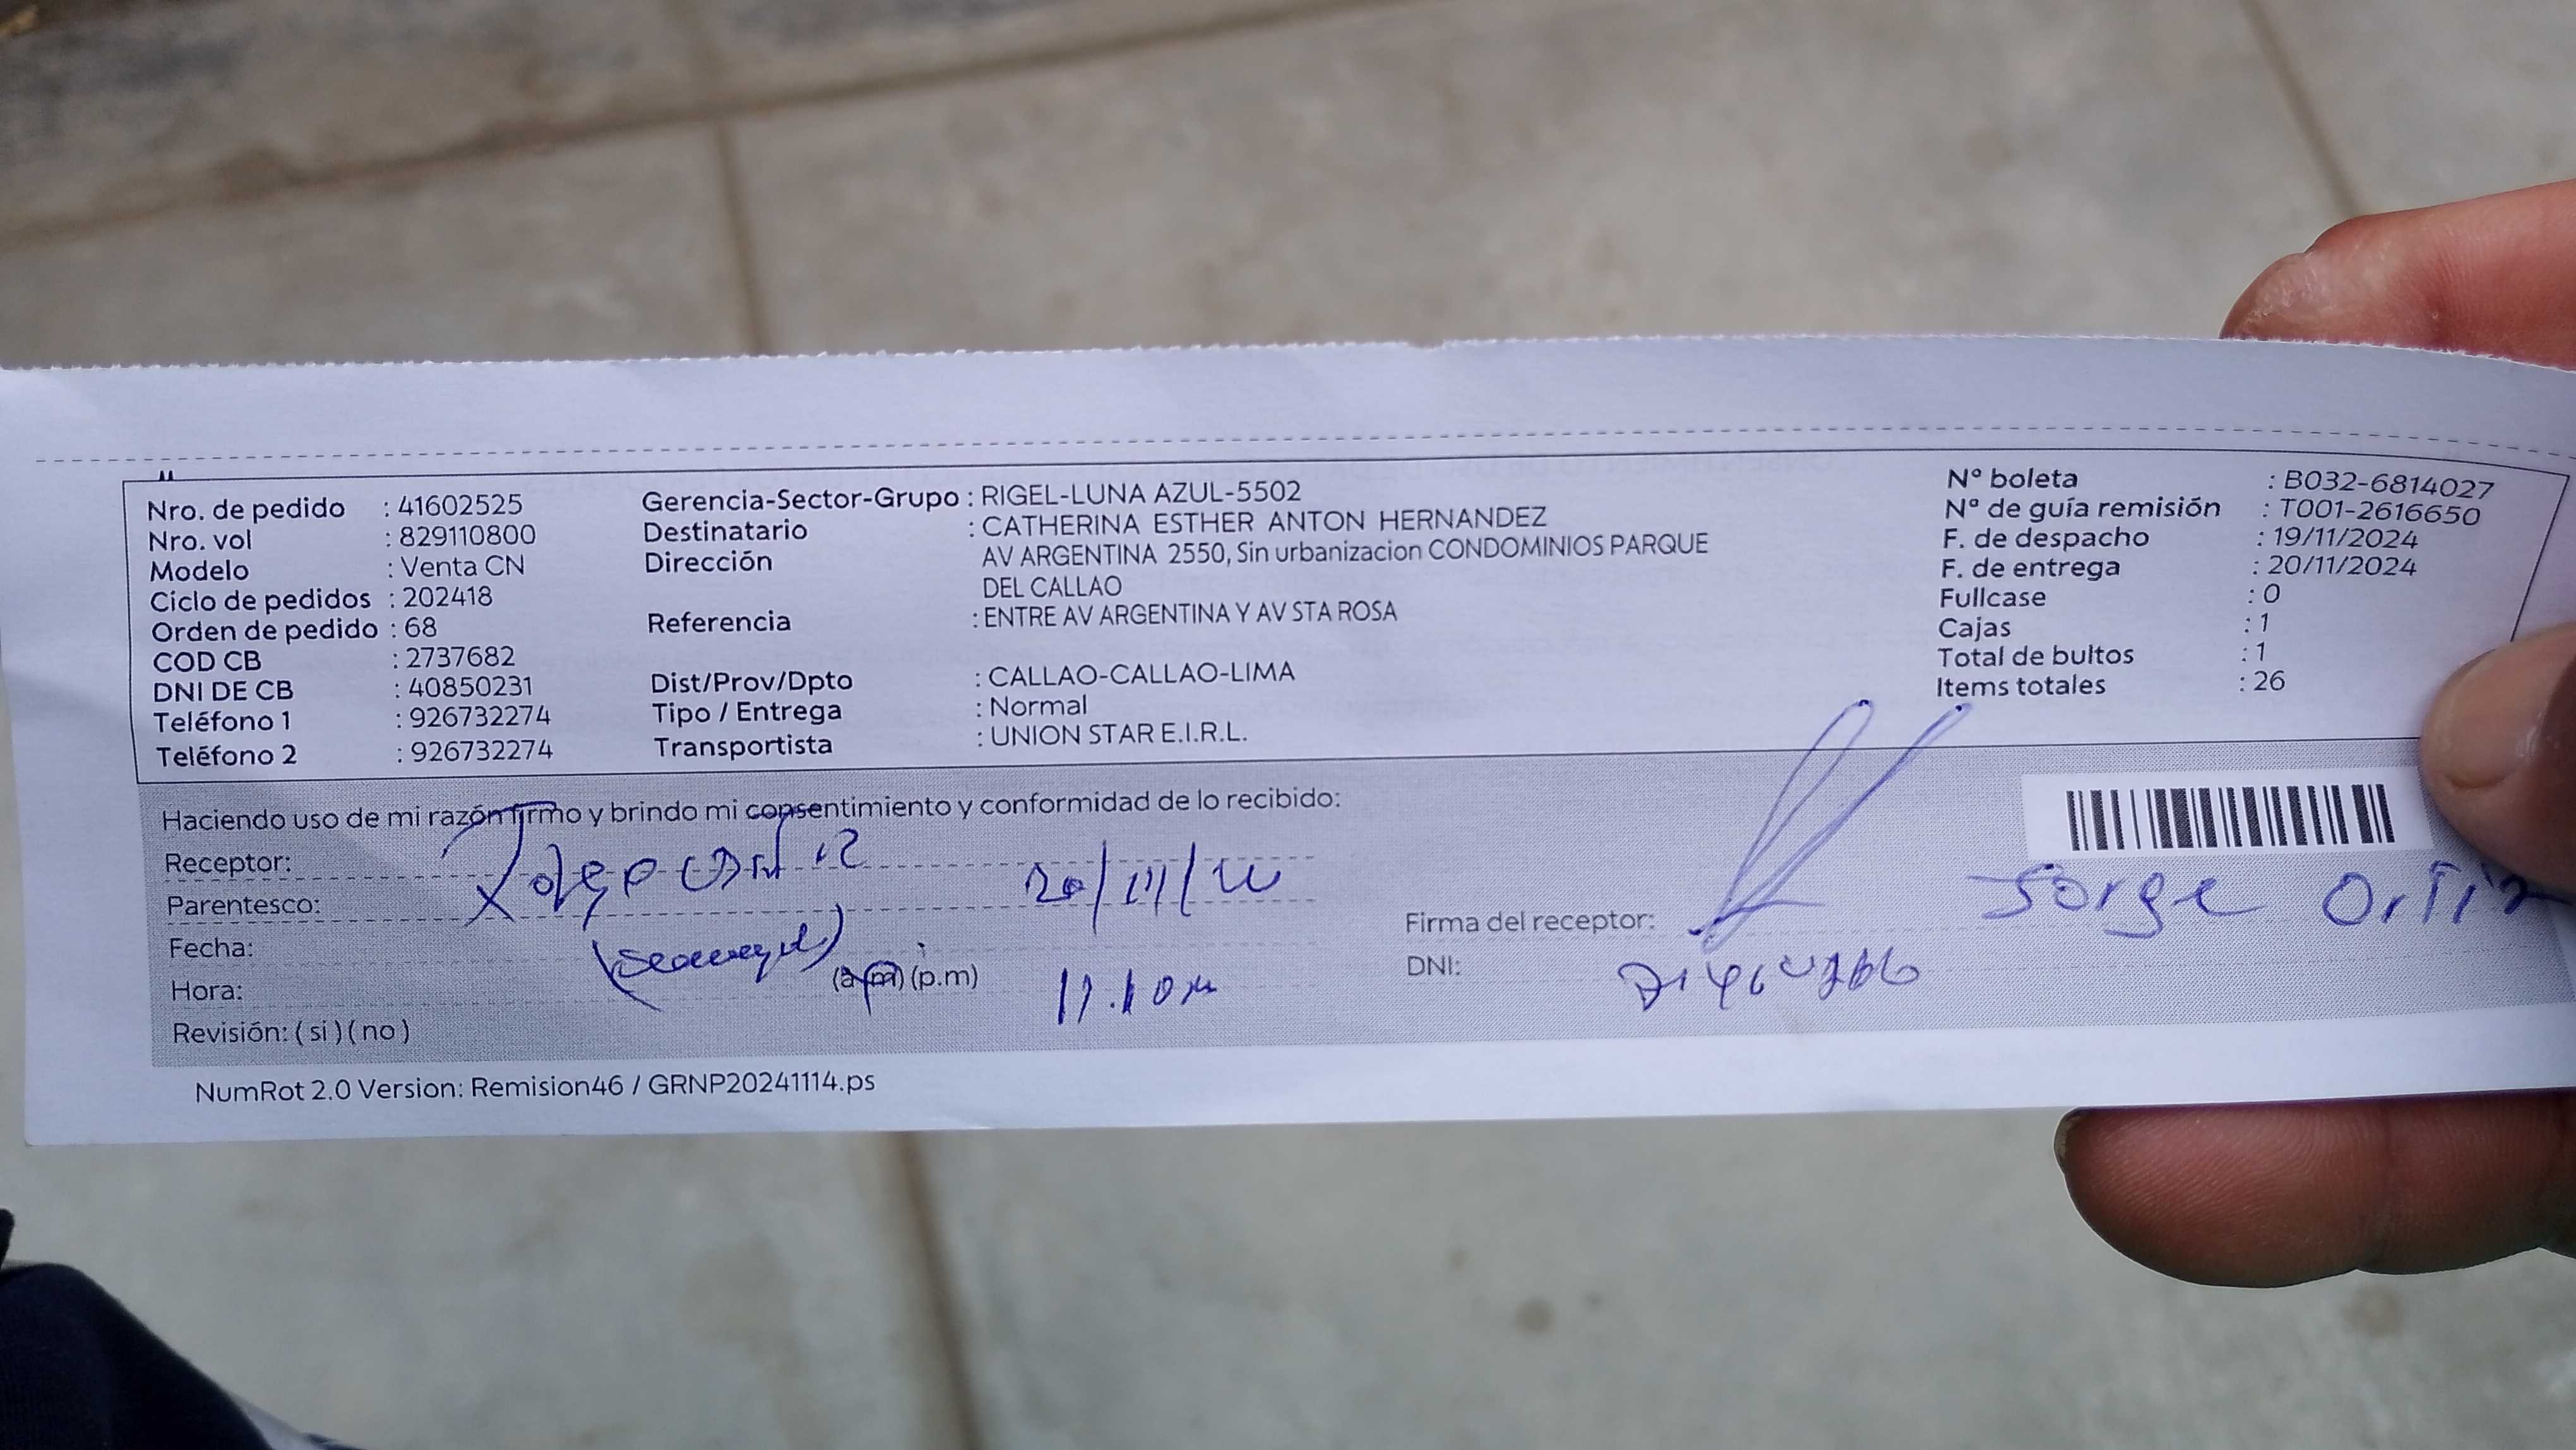 Nro. de pedido : 41602525
Nro. vol : 829110800
Modelo : Venta CN
Ciclo de pedidos : 202418
Orden de pedido : 68
COD CB : 2737682
DNI DE CB : 40850231
Teléfono 1 : 926732274
Teléfono 2 : 926732274
Gerencia-Sector-Grupo : RIGEL-LUNA AZUL-5502
Destinatario : CATHERINA ESTHER ANTON HERNANDEZ
Dirección AV ARGENTINA 2550, Sin urbanizacion CONDOMINIOS PARQUE
DEL CALLAO
Referencia : ENTRE AV ARGENTINA Y AV STA ROSA
Dist/Prov/Dpto : CALLAO-CALLAO-LIMA
Tipo / Entrega : Normal
Transportista : UNION STAR E.I.R.L.
Nº boleta : B032-6814027
Nº de guía remisión : T001-2616650
F. de despacho : 19/11/2024
F. de entrega : 20/11/2024
Fullcase : 0
Cajas : 1
Total de bultos : 1
Items totales : 26
Haciendo uso de mi razón firmo y brindo mi consentimiento y conformidad de lo recibido:
Receptor:
Parentesco:
Fecha:
Hora: (a.m) (p.m) 11.10
Revisión: ( si ) ( no )
Firma del receptor: Jorge Ortiz
DNI:
NumRot 2.0 Version: Remision46 / GRNP20241114.ps